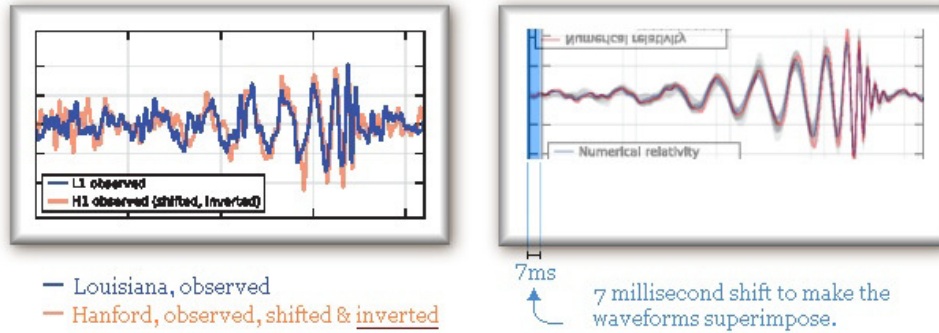 L1 observed
H1 observed (shifted, inverted)
Louisiana, observed
Hanford, observed, shifted & inverted
Numerical relativity
Numerical relativity
7ms
7 millisecond shift to make the
waveforms superimpose.